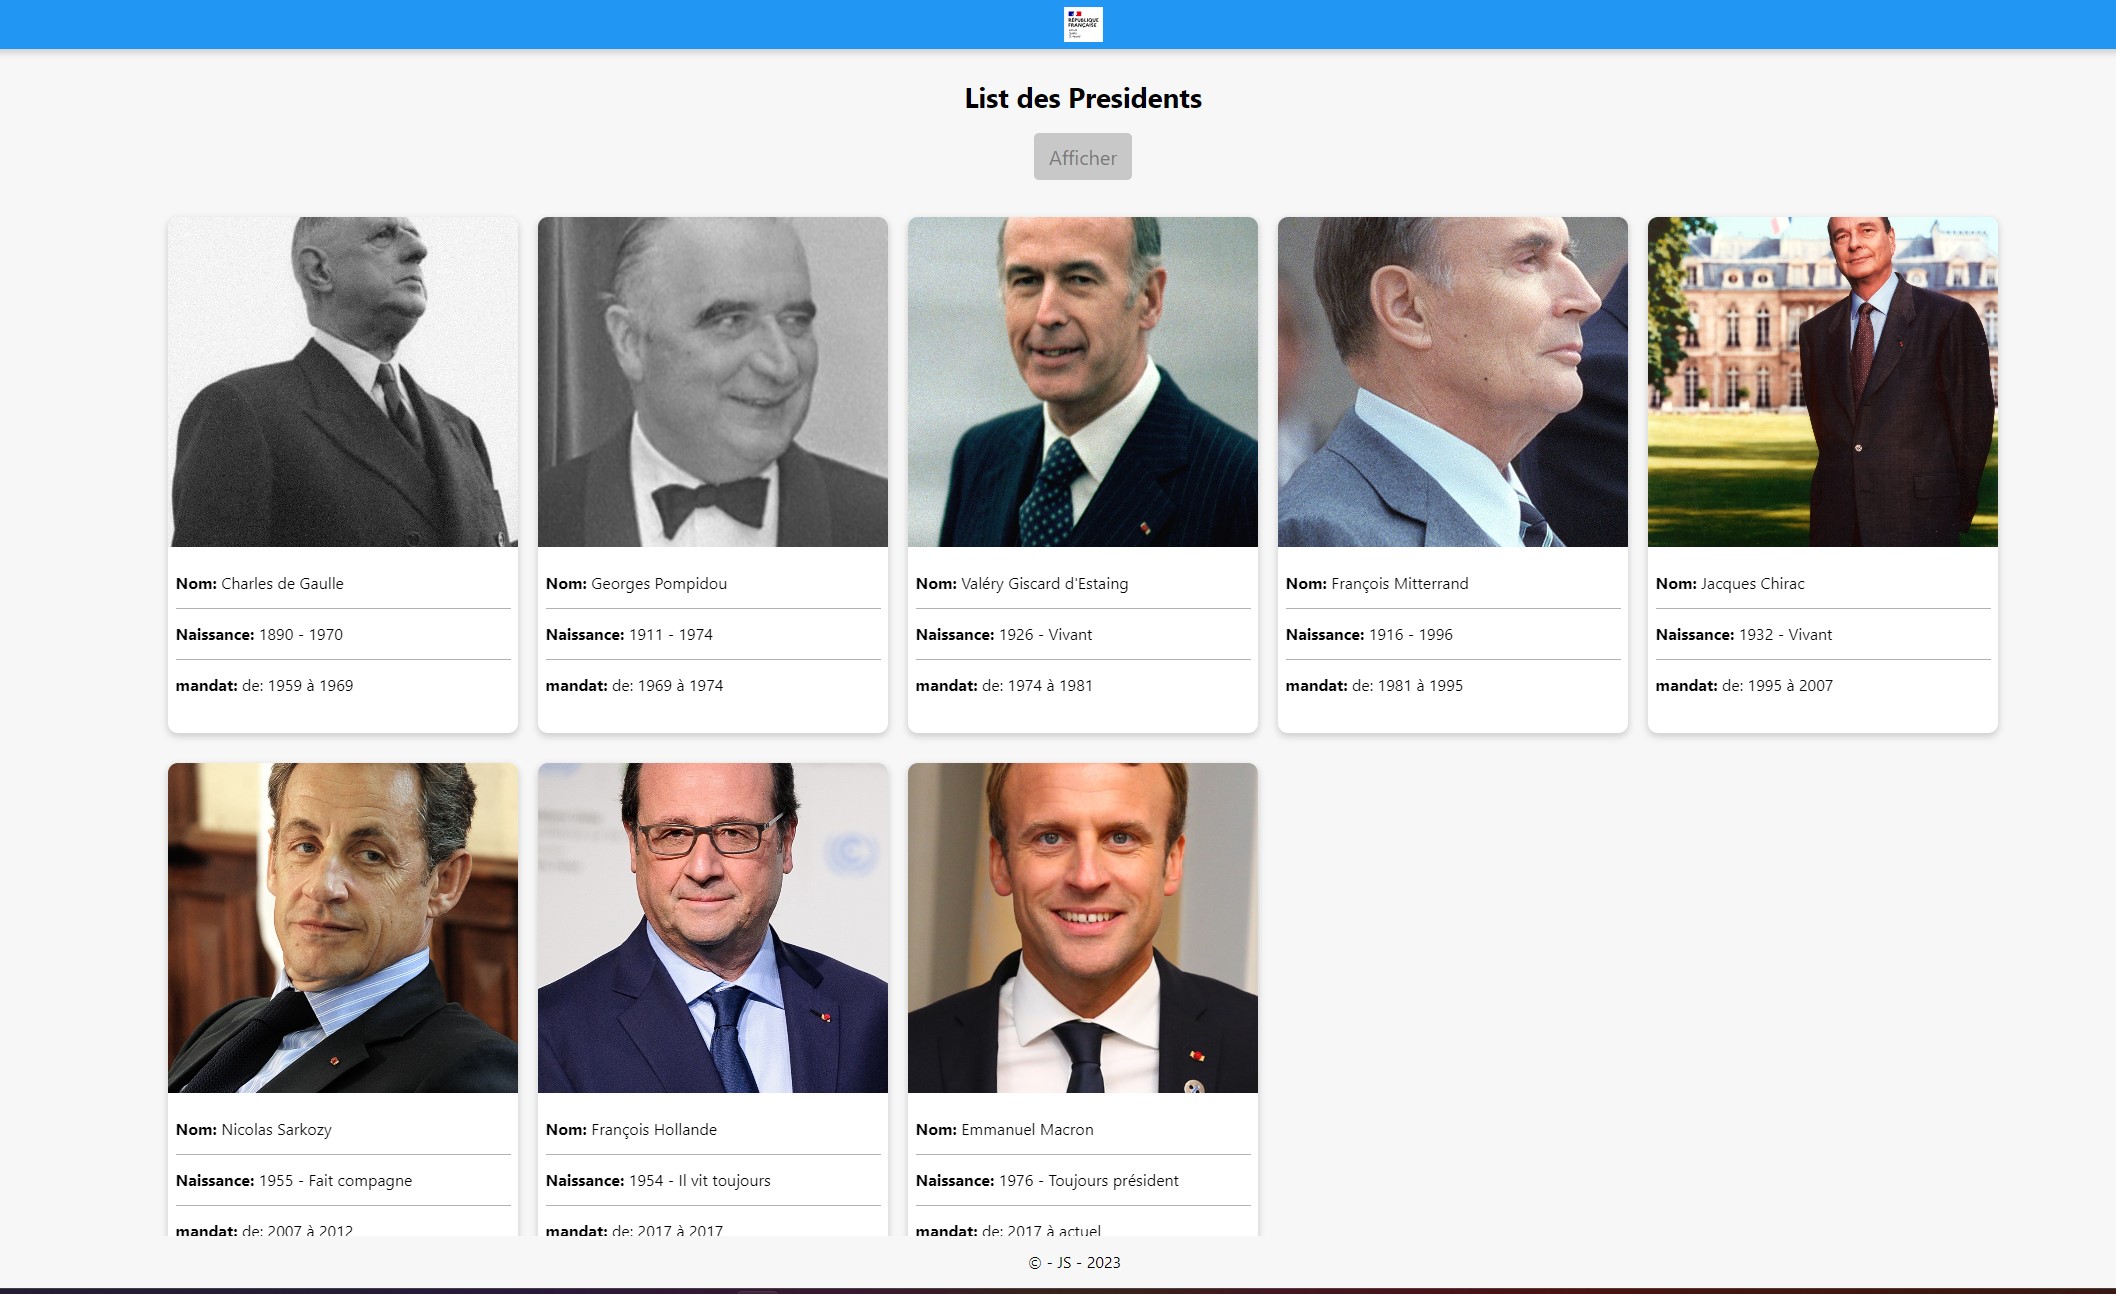 RÉPUBLIQUE
FRANÇAISE
List des Presidents
Afficher
Nom: Charles de Gaulle
Naissance: 1890 - 1970
mandat: de: 1959 à 1969
Nom: Georges Pompidou
Naissance: 1911 - 1974
mandat: de: 1969 à 1974
Nom: Valéry Giscard d'Estaing
Naissance: 1926 - Vivant
mandat: de: 1974 à 1981
Nom: François Mitterrand
Naissance: 1916 - 1996
mandat: de: 1981 à 1995
Nom: Jacques Chirac
Naissance: 1932 - Vivant
mandat: de: 1995 à 2007
Nom: Nicolas Sarkozy
Naissance: 1955 - Fait compagne
mandat: de: 2007 à 2012
Nom: François Hollande
Naissance: 1954 - Il vit toujours
mandat: de: 2017 à 2017
Nom: Emmanuel Macron
Naissance: 1976 - Toujours président
mandat: de: 2017 à actuel
© - JS - 2023